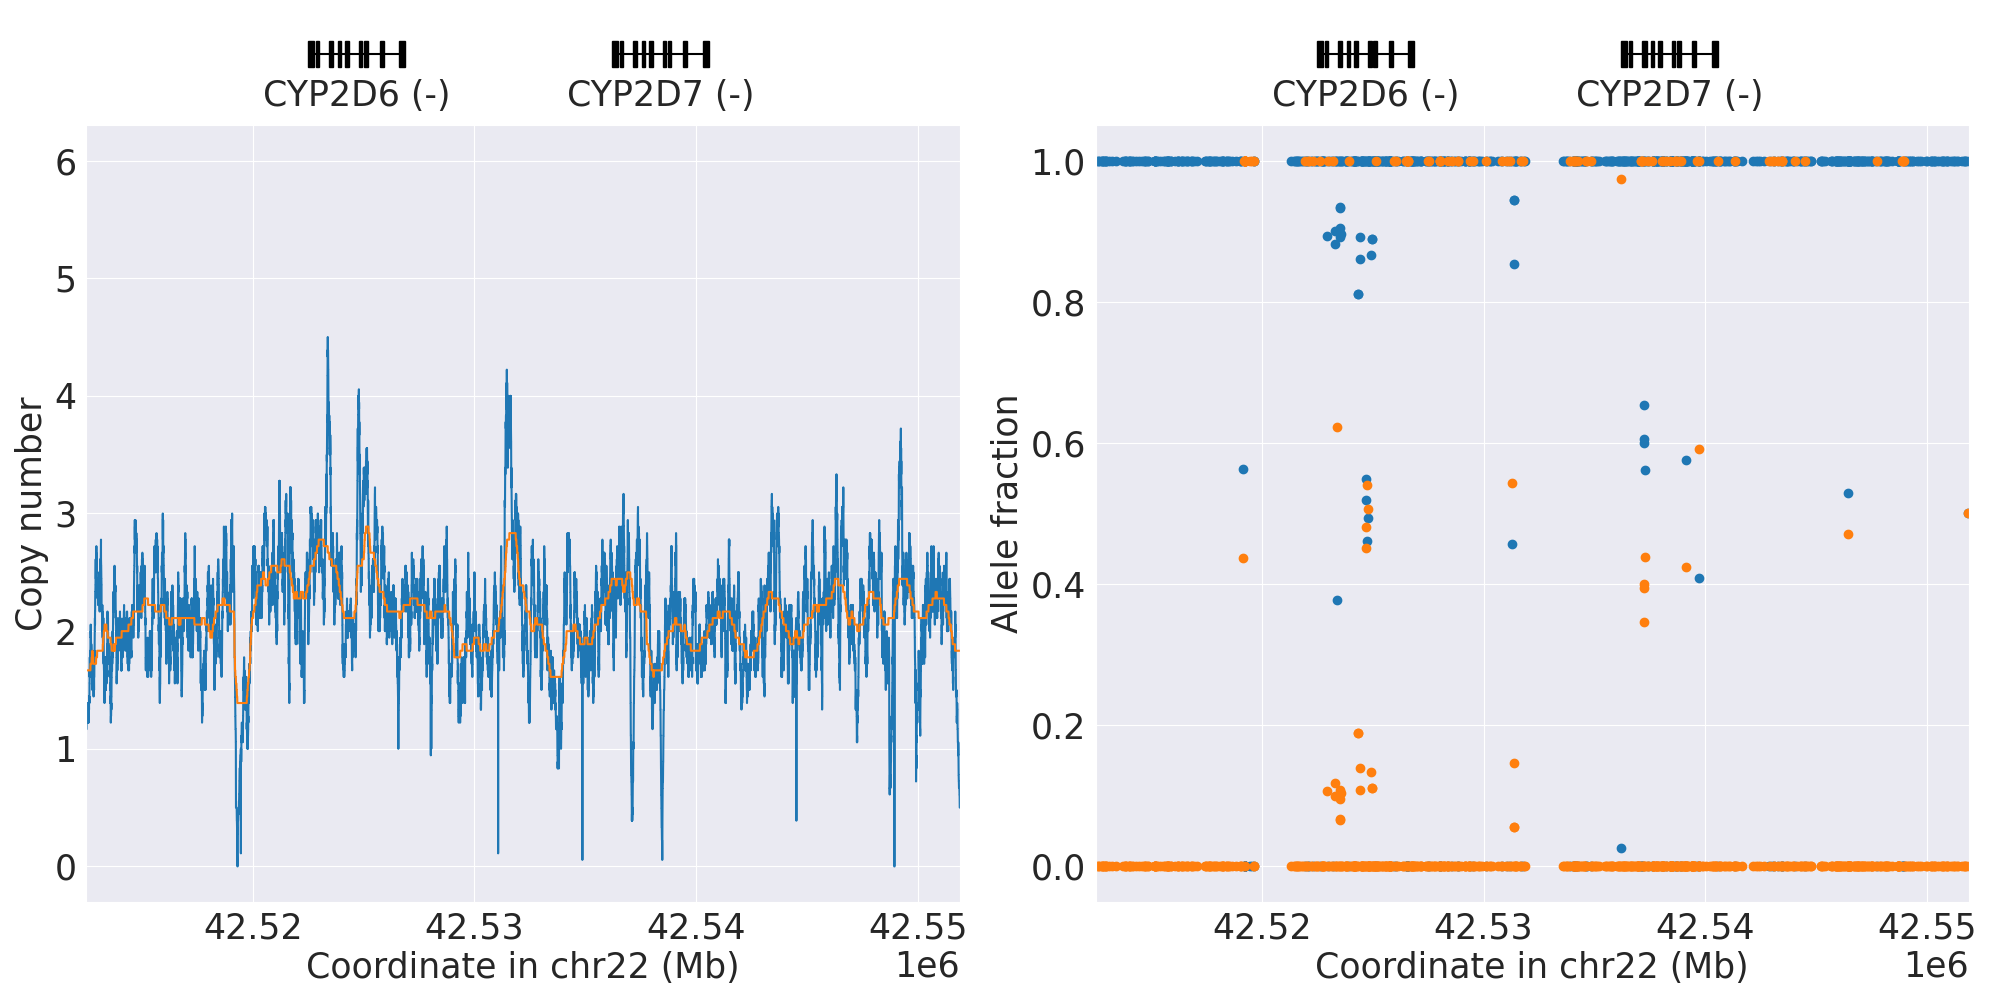 CYP2D6 (-) CYP2D7 (-)
6
5
4
3
2
1
0
Copy number
42.52 42.53 42.54 42.55
Coordinate in chr22 (Mb) 1e6
CYP2D6 (-) CYP2D7 (-)
1.0
0.8
0.6
0.4
0.2
0.0
Allele fraction
42.52 42.53 42.54 42.55
Coordinate in chr22 (Mb) 1e6